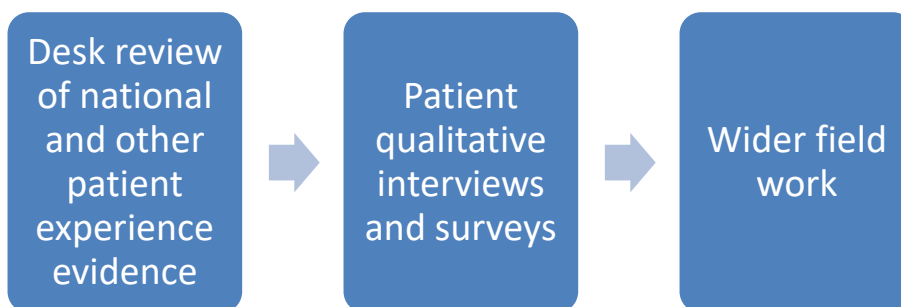 Desk review
of national
and other
patient
experience
evidence
Patient
qualitative
interviews
and surveys
Wider field
work